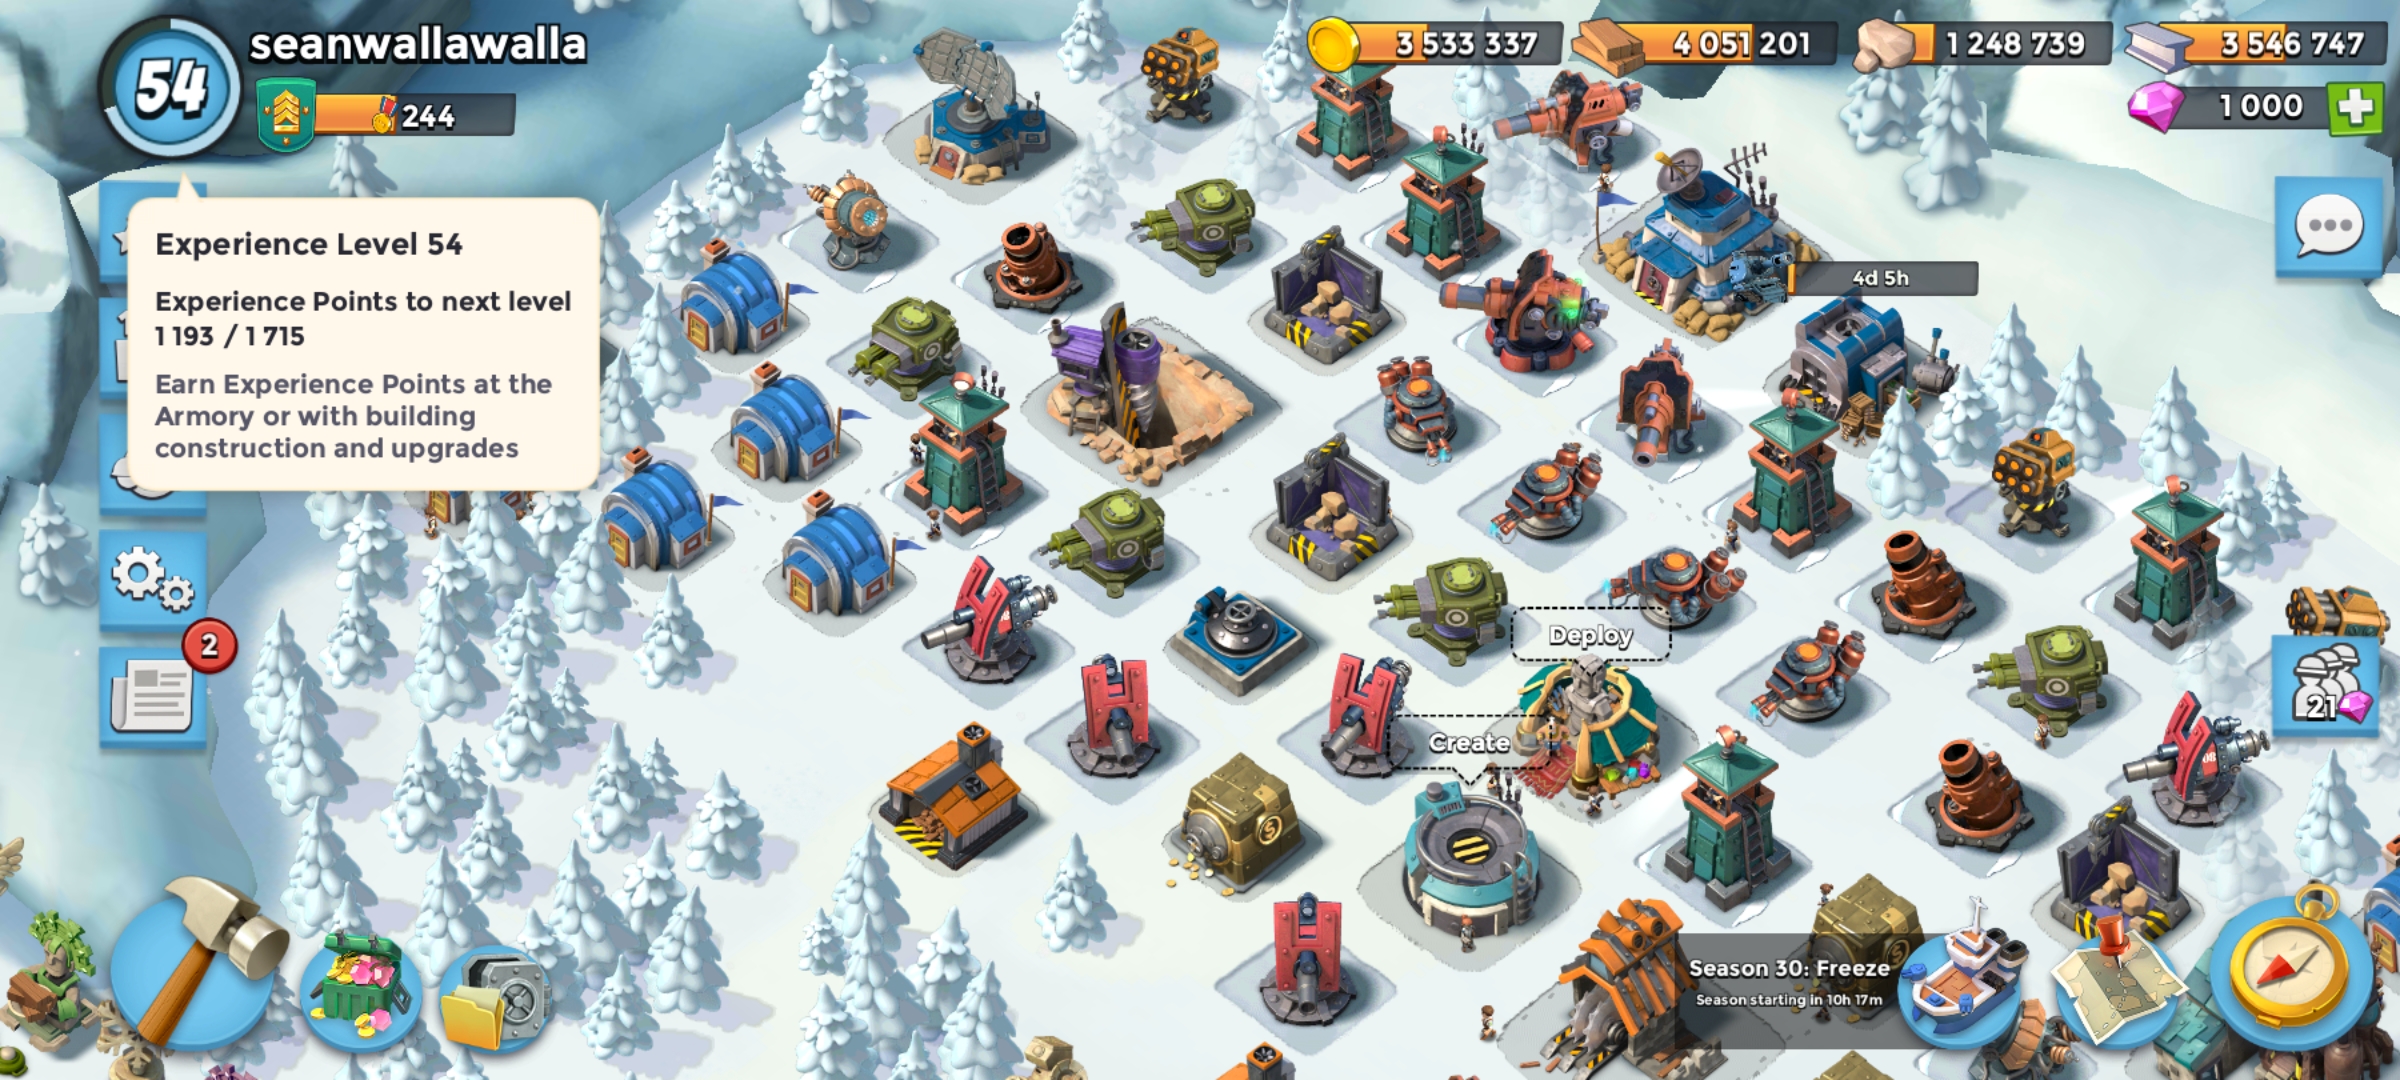 54
seanwallawalla
244
3 533 337
4 051 201
1 248 739
3 546 747
1 000
Experience Level 54
Experience Points to next level
1 193 / 1 715
Earn Experience Points at the
Armory or with building
construction and upgrades
4d 5h
2
Deploy
Create
21
Season 30: Freeze
Season starting in 10h 17m